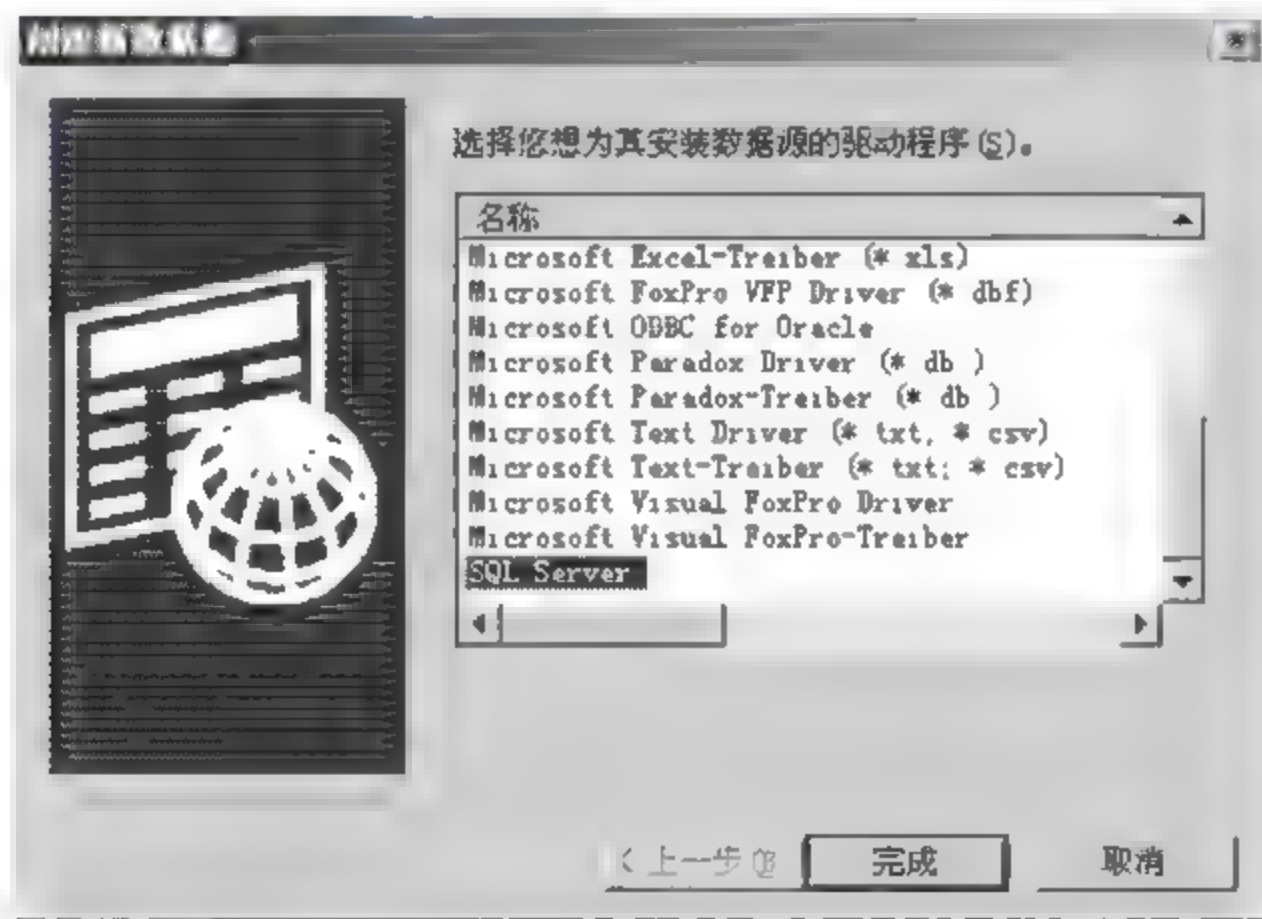 选择您想为其安装数据源的驱动程序(S)。
名称
Microsoft Excel-Treiber (* xls)
Microsoft FoxPro VFP Driver (* dbf)
Microsoft ODBC for Oracle
Microsoft Paradox Driver (* db )
Microsoft Paradox-Treiber (* db )
Microsoft Text Driver (* txt, * csv)
Microsoft Text-Treiber (* txt; * csv)
Microsoft Visual FoxPro Driver
Microsoft Visual FoxPro-Treiber
SQL Server
< 上一步(B 完成 取消